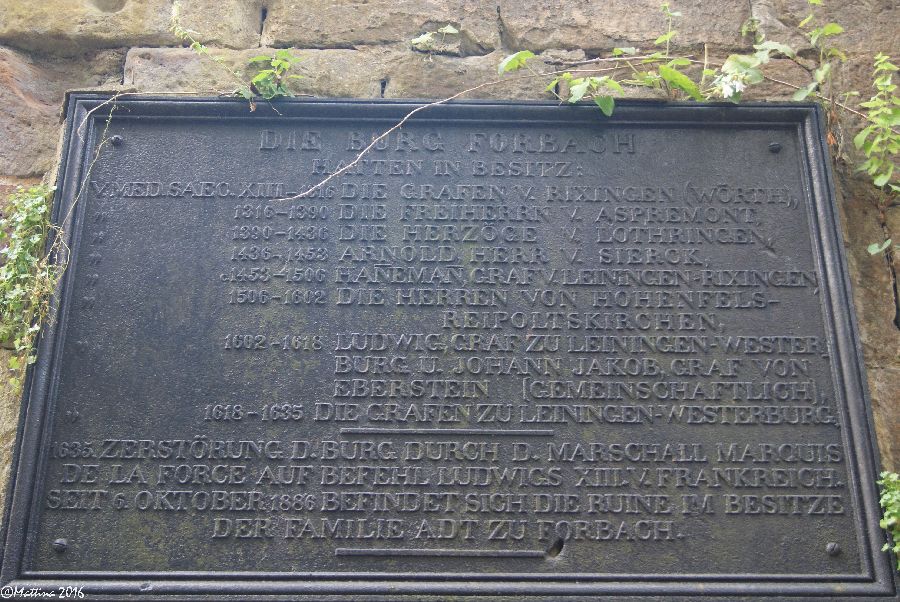 DIE BURG FORBACH
HATTEN IN BESITZ:
V. MED. SAEC. XIII.-1316 DIE GRAFEN V. RIXINGEN (WÖRTH),
" 1316-1390 DIE FREIHERRN V. ASPREMONT,
" 1390-1436 DIE HERZÖGE V. LOTHRINGEN,
" 1436-1453 ARNOLD, HERR V. SIERCK,
" 1453-1506 HANEMAN, GRAF V. LEININGEN-RIXINGEN,
" 1506-1602 DIE HERREN VON HOHENFELS-
REIPOLTSKIRCHEN,
1602-1618 LUDWIG, GRAF ZU LEININGEN-WESTER,
BURG U. JOHANN JAKOB, GRAF VON
EBERSTEIN (GEMEINSCHAFTLICH),
" 1618-1635 DIE GRAFEN ZU LEININGEN-WESTERBURG,
1635. ZERSTÖRUNG D. BURG DURCH D. MARSCHALL MARQUIS
DE LA FORCE AUF BEFEHL LUDWIGS XIII. V. FRANKREICH.
SEIT 6. OKTOBER 1886 BEFINDET SICH DIE RUINE IM BESITZE
DER FAMILIE ADT ZU FORBACH.
©Mattina 2016